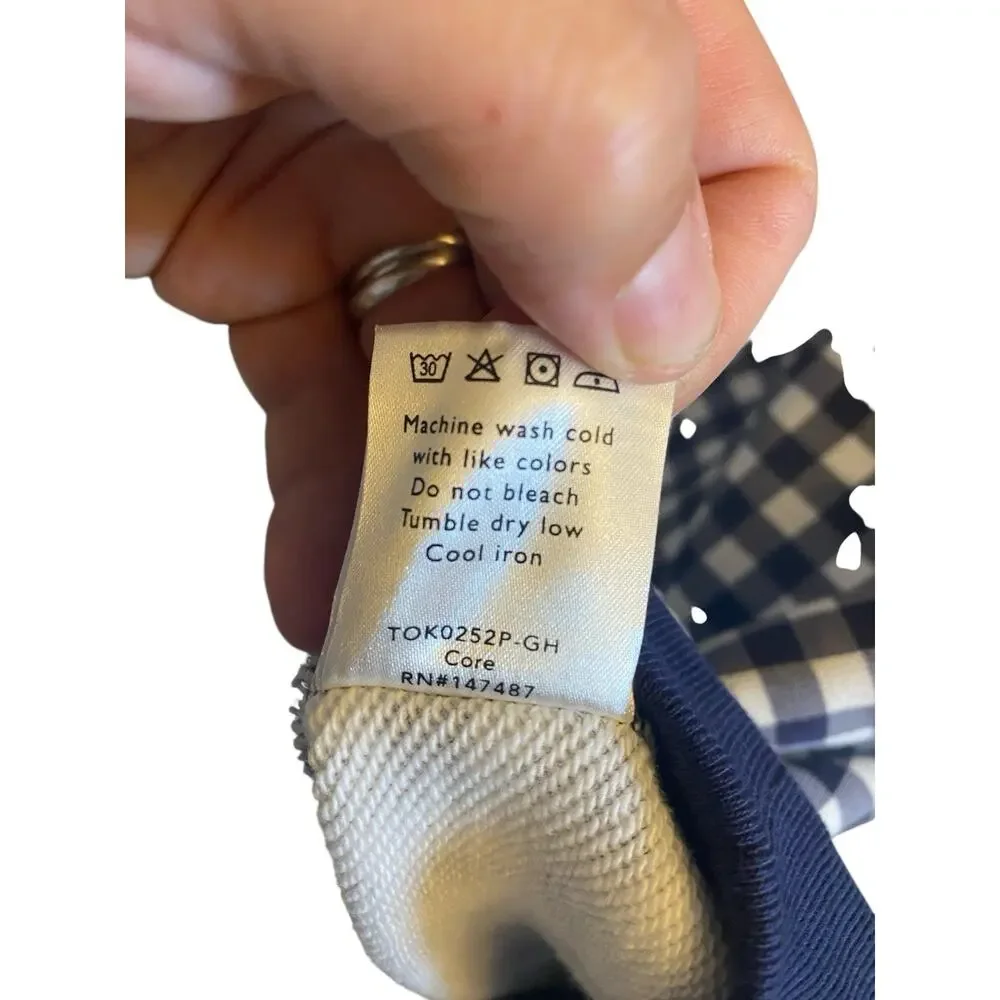 30
Machine wash cold
with like colors
Do not bleach
Tumble dry low
Cool iron
TOK0252P-GH
Core
RN#147487